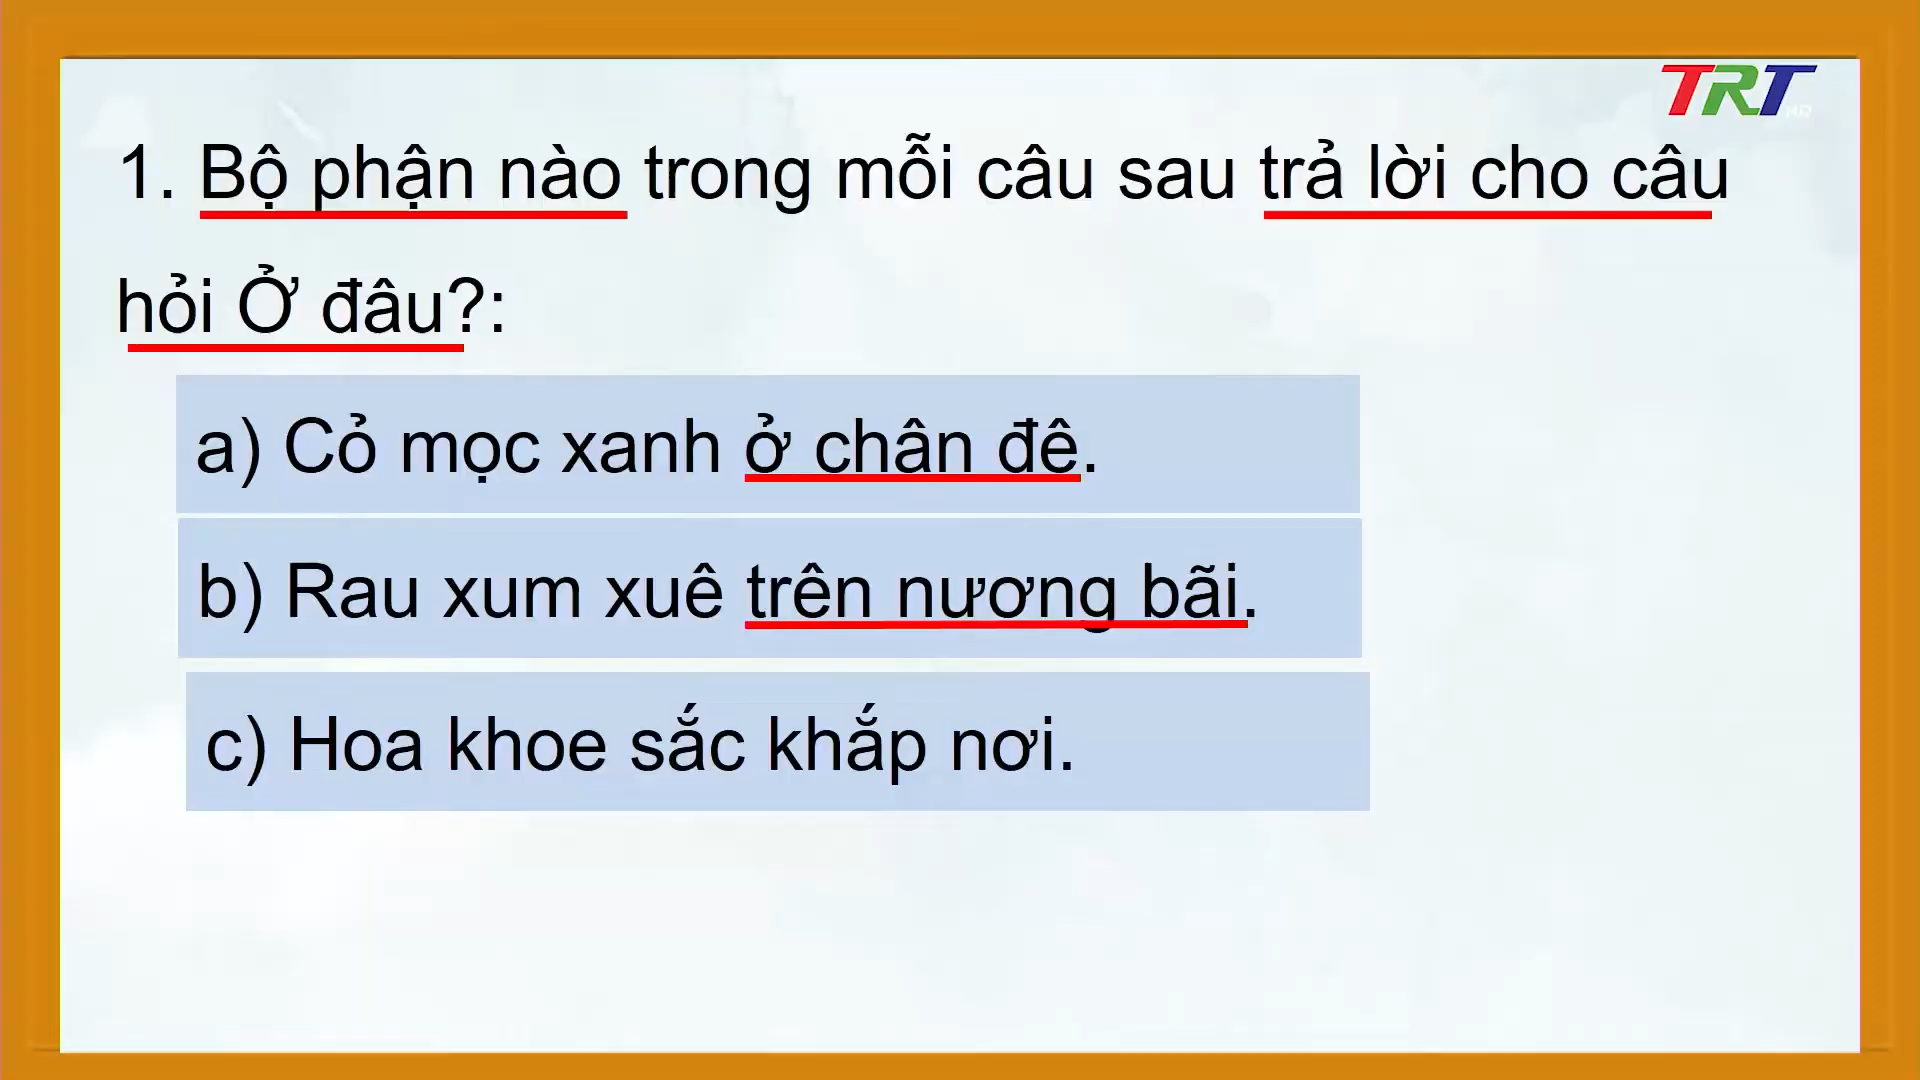 TRT
HD
1. Bộ phận nào trong mỗi câu sau trả lời cho câu
hỏi Ở đâu?:
a) Cỏ mọc xanh ở chân đê.
b) Rau xum xuê trên nương bãi.
c) Hoa khoe sắc khắp nơi.